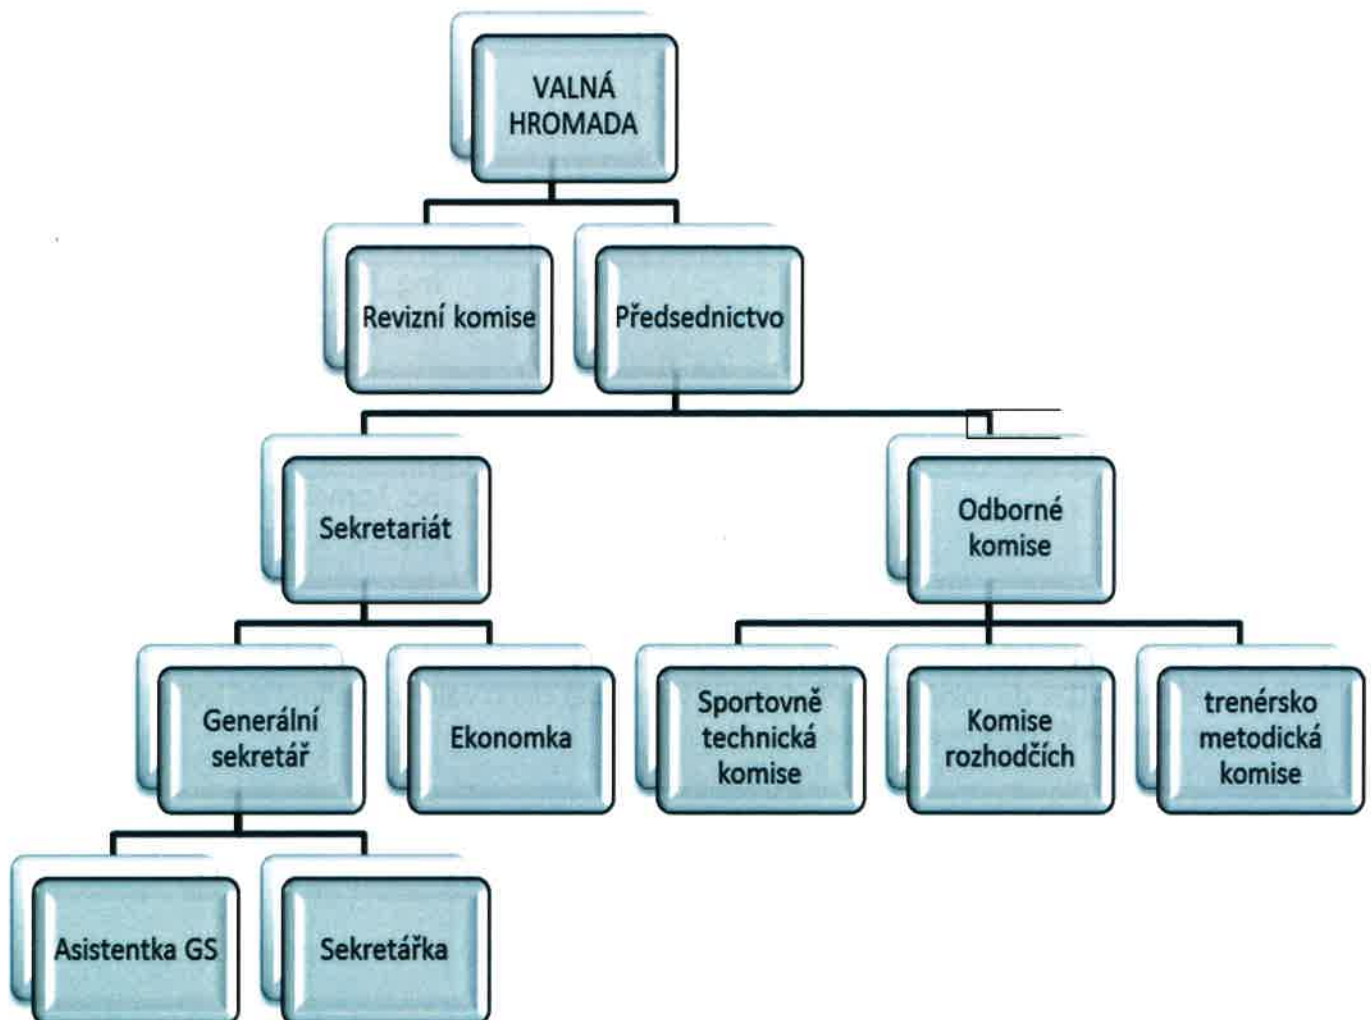 VALNÁ
HROMADA
Revizní komise
Předsednictvo
Sekretariát
Odborné
komise
Generální
sekretář
Ekonomka
Sportovně
technická
komise
Komise
rozhodčích
trenérsko
metodická
komise
Asistentka GS
Sekretářka